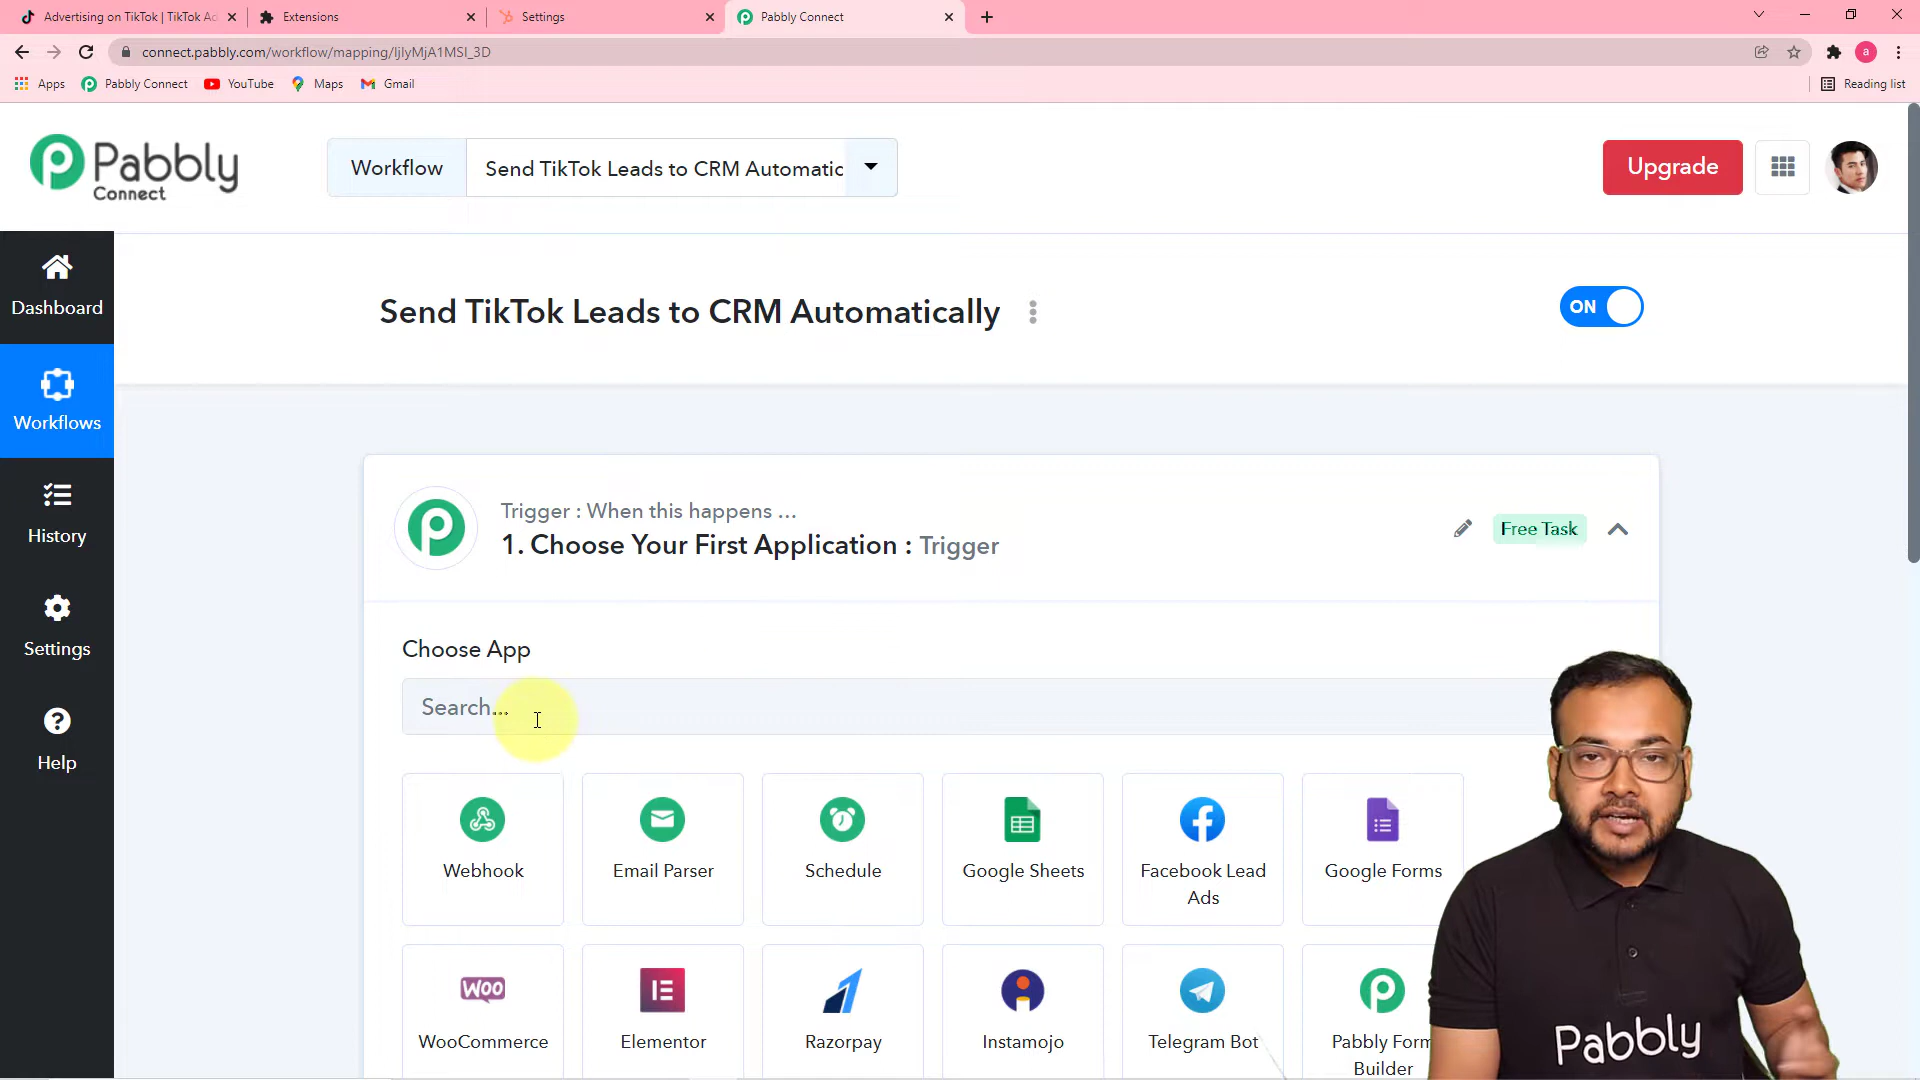 Advertising on TikTok | TikTok Ad
Extensions
Settings
Pabbly Connect
connect.pabbly.com/workflow/mapping/IjIyMjA1MSI_3D
a
Apps
Pabbly Connect
YouTube
Maps
Gmail
Reading list
Pabbly
Connect
Workflow
Send TikTok Leads to CRM Automatic
Upgrade
Dashboard
Workflows
History
Settings
Help
Send TikTok Leads to CRM Automatically
ON
Trigger : When this happens ...
1. Choose Your First Application : Trigger
Free Task
Choose App
Search...
Webhook
Email Parser
Schedule
Google Sheets
Facebook Lead
Ads
Google Forms
WOO
WooCommerce
Elementor
Razorpay
Instamojo
Telegram Bot
Pabbly Form
Builder
Pabbly